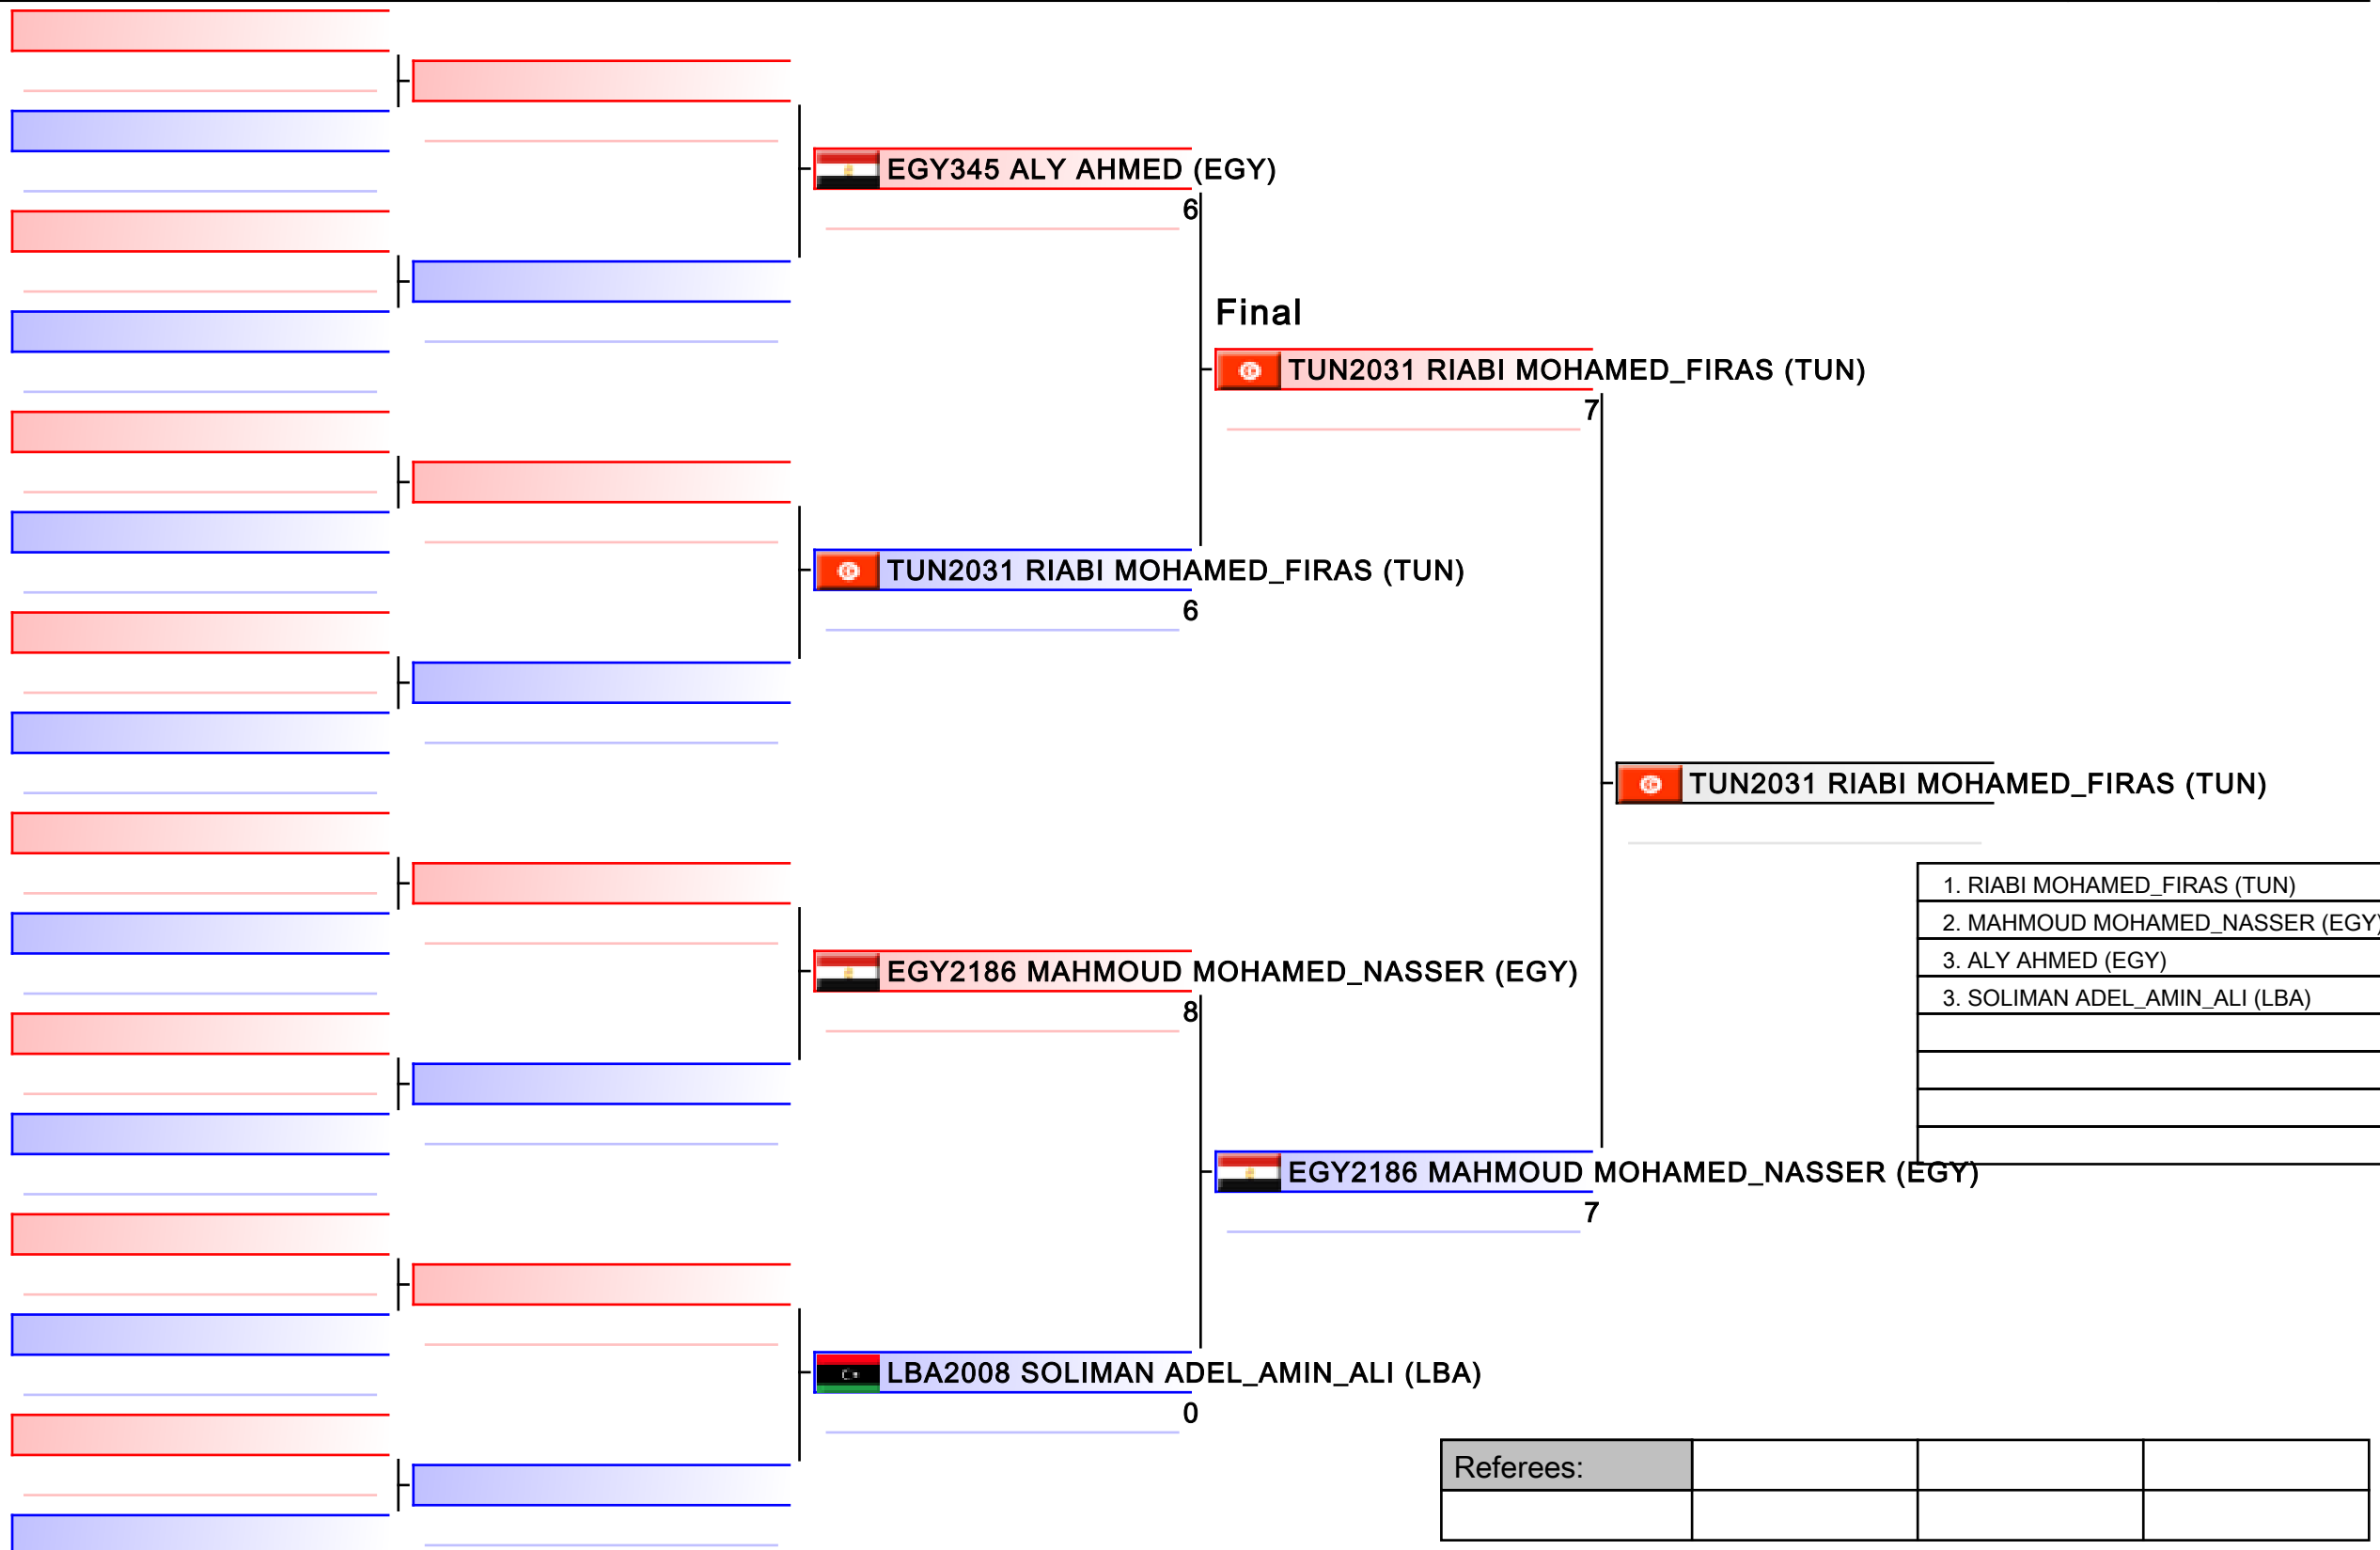 EGY345 ALY AHMED (EGY)
6
Final
TUN2031 RIABI MOHAMED_FIRAS (TUN)
7
TUN2031 RIABI MOHAMED_FIRAS (TUN)
6
TUN2031 RIABI MOHAMED_FIRAS (TUN)
1. RIABI MOHAMED_FIRAS (TUN)
2. MAHMOUD MOHAMED_NASSER (EGY)
3. ALY AHMED (EGY)
3. SOLIMAN ADEL_AMIN_ALI (LBA)
EGY2186 MAHMOUD MOHAMED_NASSER (EGY)
8
EGY2186 MAHMOUD MOHAMED_NASSER (EGY)
7
LBA2008 SOLIMAN ADEL_AMIN_ALI (LBA)
0
Referees: